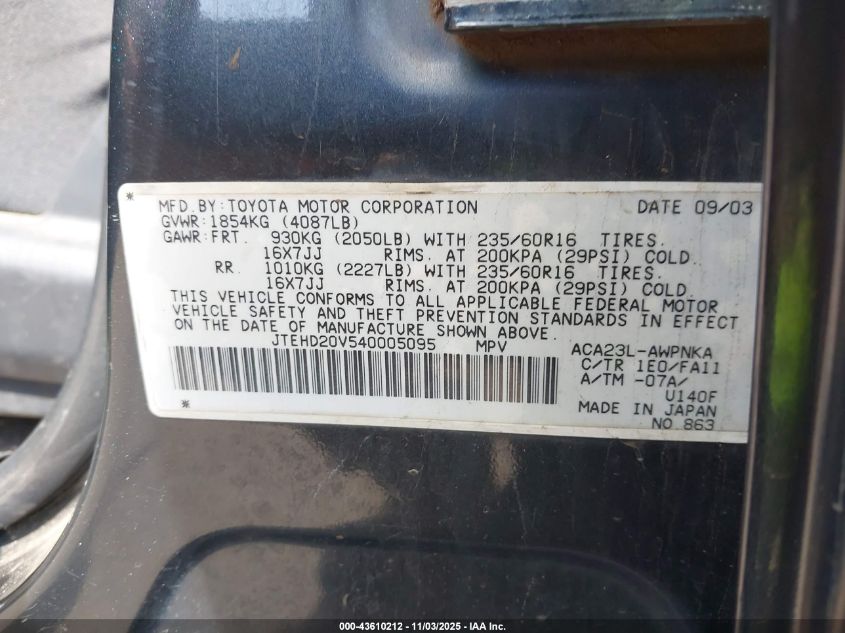 MFD.BY:TOYOTA MOTOR CORPORATION DATE 09/03
GVWR:1854KG (4087LB)
GAWR:FRT. 930KG (2050LB) WITH 235/60R16 TIRES.
16X7JJ RIMS. AT 200KPA (29PSI) COLD.
RR. 1010KG (2227LB) WITH 235/60R16 TIRES.
16X7JJ RIMS. AT 200KPA (29PSI) COLD.
THIS VEHICLE CONFORMS TO ALL APPLICABLE FEDERAL MOTOR
VEHICLE SAFETY AND THEFT PREVENTION STANDARDS IN EFFECT
ON THE DATE OF MANUFACTURE SHOWN ABOVE.
JTEHD20V540005095 MPV ACA23L-AWPNKA
C/TR 1E0/FA11
A/TM -07A/
U140F
MADE IN JAPAN
NO.863
000-43610212 - 11/03/2025 - IAA Inc.